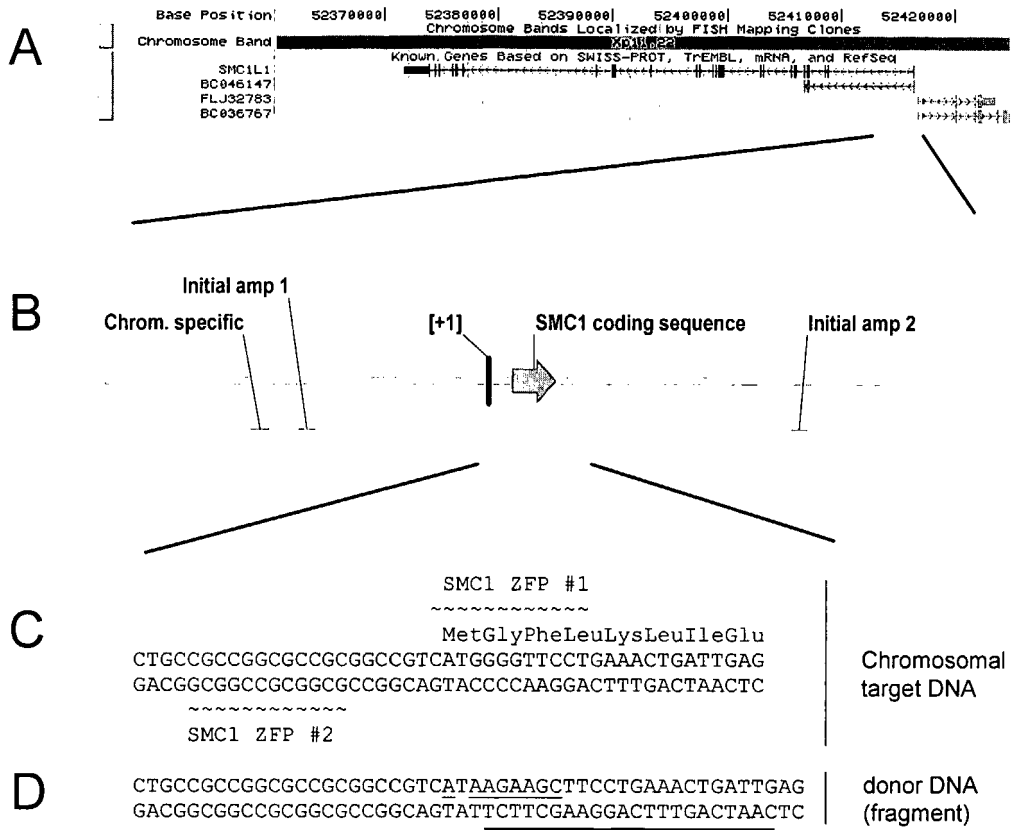 A
Base Position 52370000 52380000 52390000 52400000 52410000 52420000
Chromosome Bands Localized by FISH Mapping Clones
Chromosome Band Xp11.22
Known Genes Based on SWISS-PROT, TrEMBL, mRNA, and RefSeq
SMC1L1
BC046147
FLJ32783
BC036767
B
Initial amp 1
Chrom. specific [+1] SMC1 coding sequence Initial amp 2
C
SMC1 ZFP #1
~~~~~~~~~~~~
MetGlyPheLeuLysLeuIleGlu
CTGCCGCCGGCGCCGCGGCCGTCATGGGGTTCCTGAAACTGATTGAG
GACGGCGGCCGCGGCGCCGGCAGTACCCCAAGGACTTTGACTAACTC
~~~~~~~~~~~~
SMC1 ZFP #2
Chromosomal
target DNA
D
CTGCCGCCGGCGCCGCGGCCGTCATAAGAAGCTTCCTGAAACTGATTGAG
GACGGCGGCCGCGGCGCCGGCAGTATTCTTCGAAGGACTTTGACTAACTC
donor DNA
(fragment)